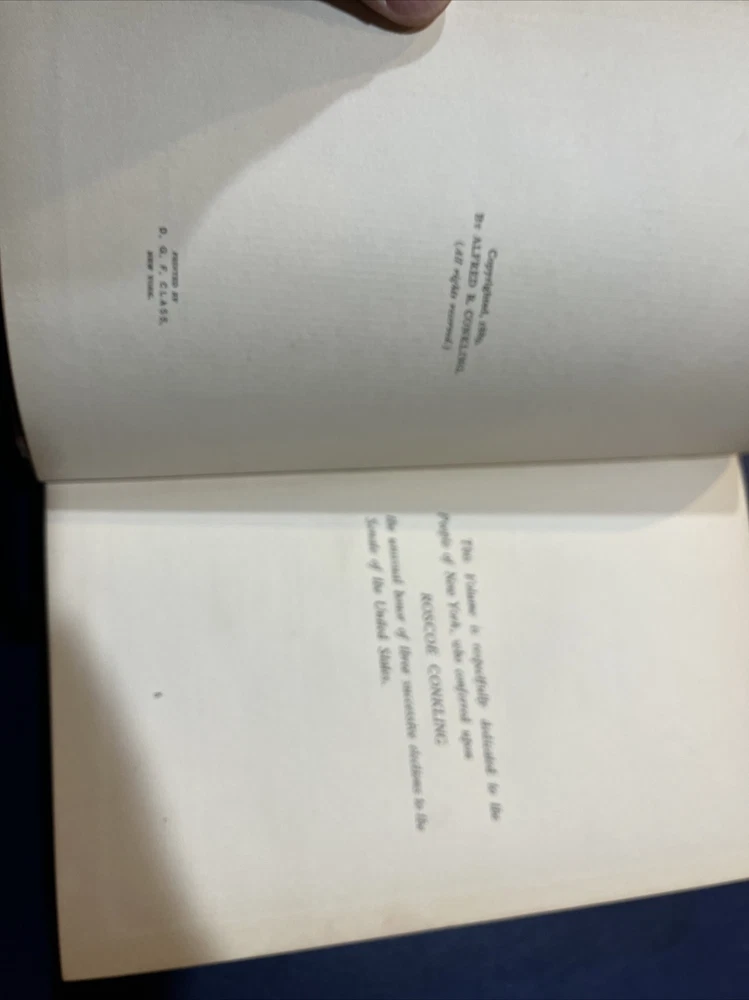 Copyrighted, 1889,
By ALFRED R. CONKLING.
(All rights reserved.)
PRINTED BY
D. G. F. CLASS,
NEW YORK.
This Volume is respectfully dedicated to the
People of New York, who conferred upon
ROSCOE CONKLING
the unusual honor of three successive elections to the
Senate of the United States.